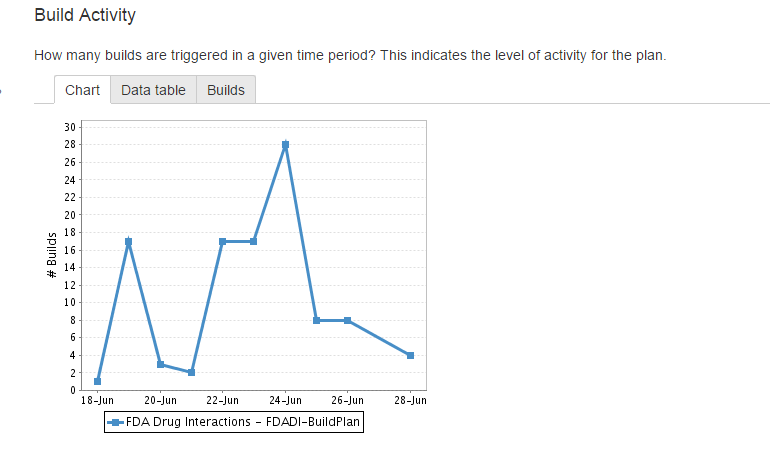 Build Activity
How many builds are triggered in a given time period? This indicates the level of activity for the plan.
Chart Data table Builds
30
28
26
24
22
20
18
16
14
12
10
8
6
4
2
0
# Builds
18-Jun 20-Jun 22-Jun 24-Jun 26-Jun 28-Jun
FDA Drug Interactions - FDADI-BuildPlan